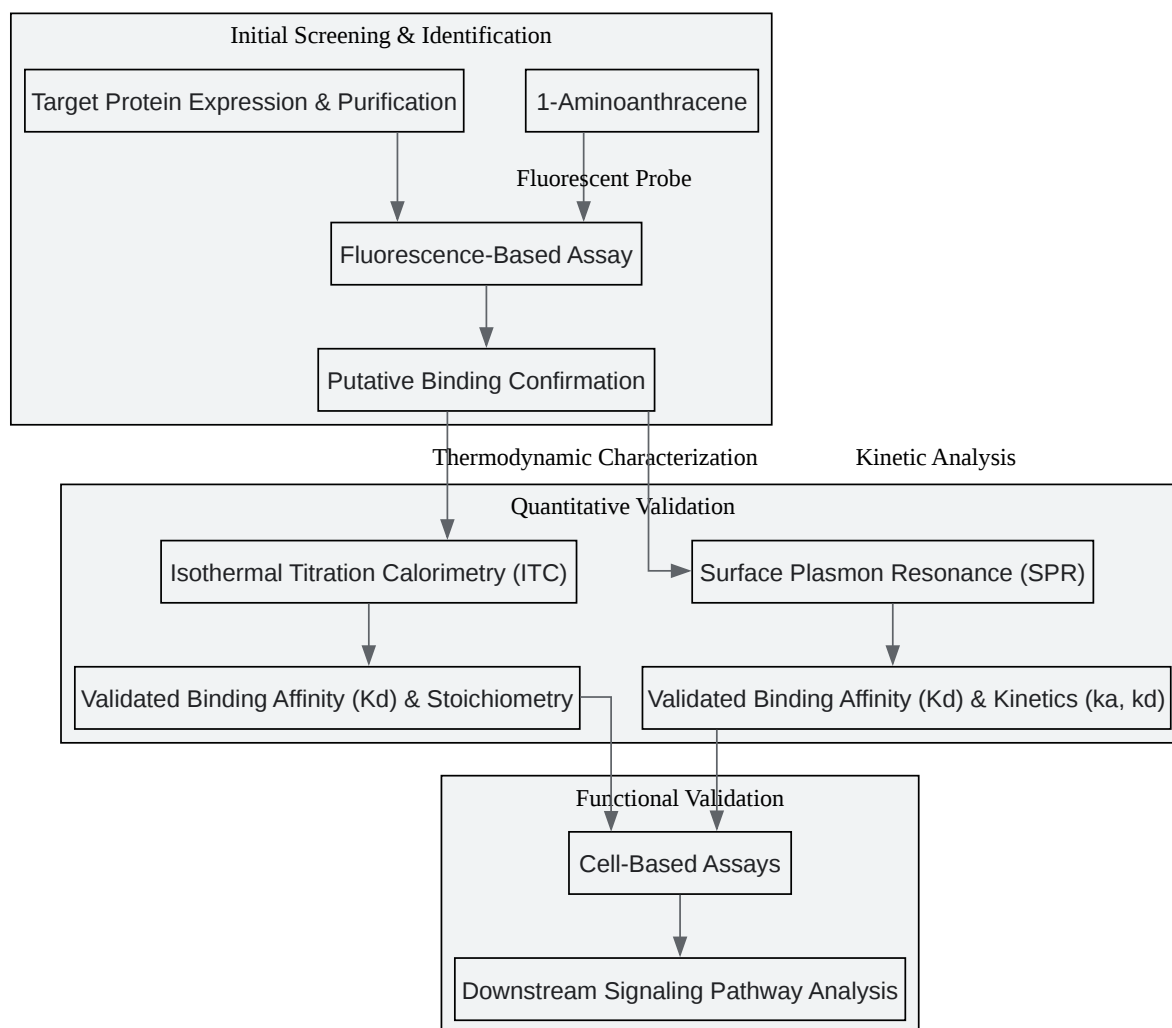 Initial Screening & Identification
Target Protein Expression & Purification
1-Aminoanthracene
Fluorescent Probe
Fluorescence-Based Assay
Putative Binding Confirmation
Thermodynamic Characterization
Kinetic Analysis
Quantitative Validation
Isothermal Titration Calorimetry (ITC)
Surface Plasmon Resonance (SPR)
Validated Binding Affinity (Kd) & Stoichiometry
Validated Binding Affinity (Kd) & Kinetics (ka, kd)
Functional Validation
Cell-Based Assays
Downstream Signaling Pathway Analysis